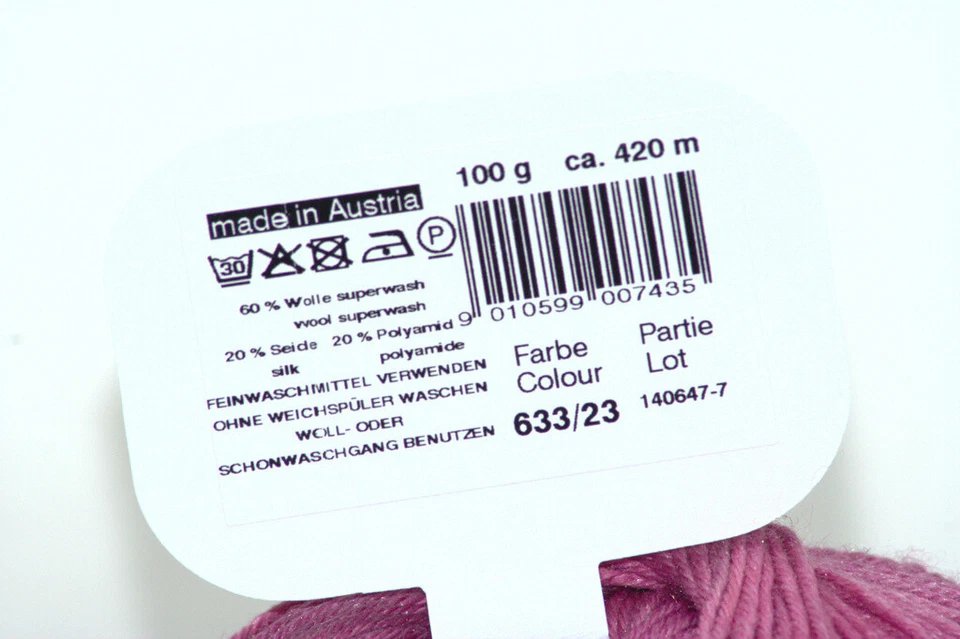 made in Austria
30 P
60 % Wolle superwash
wool superwash
20 % Seide 20 % Polyamid
silk polyamide
FEINWASCHMITTEL VERWENDEN
OHNE WEICHSPÜLER WASCHEN
WOLL- ODER
SCHONWASCHGANG BENUTZEN
100 g ca. 420 m
9 010599 007435
Farbe
Colour
633/23
Partie
Lot
140647-7